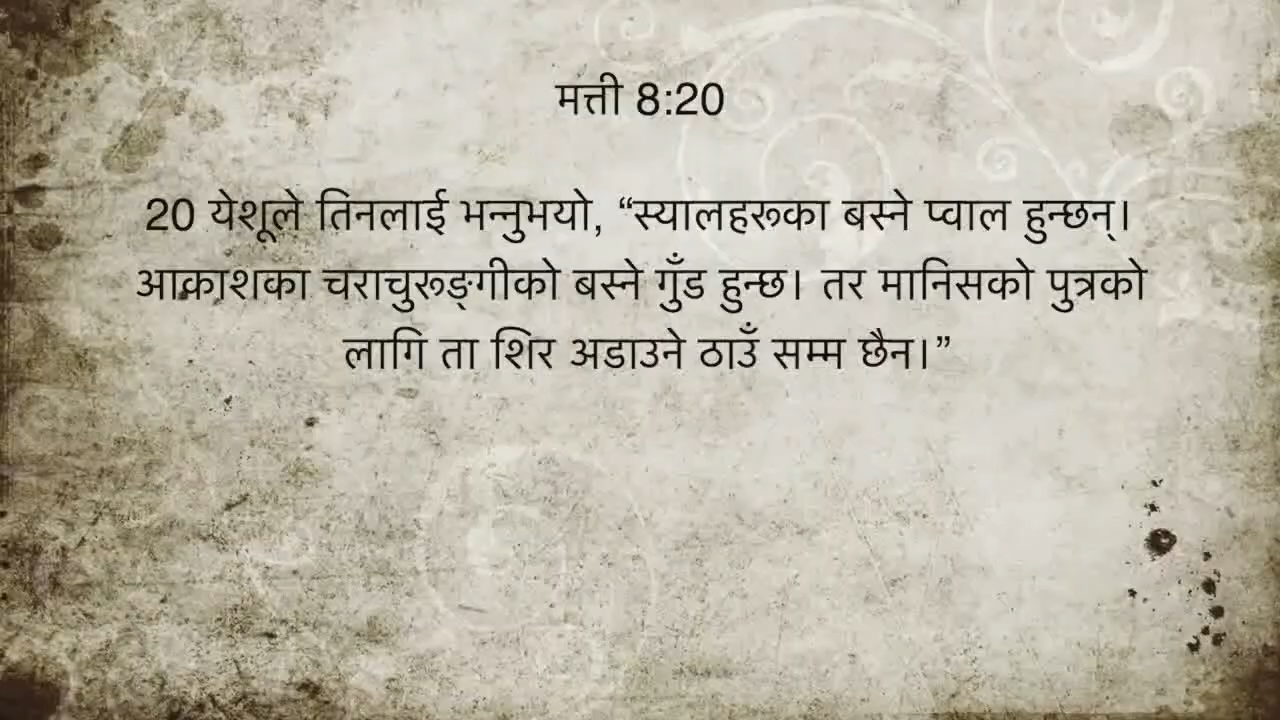 मत्ती 8:20
20 येशूले तिनलाई भन्नुभयो, “स्यालहरूका बस्ने प्वाल हुन्छन्।
आकाशका चराचुरूङ्गीको बस्ने गुँड हुन्छ। तर मानिसको पुत्रको
लागि ता शिर अडाउने ठाउँ सम्म छैन।”